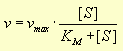 v = v_max · [S] / (K_M + [S])